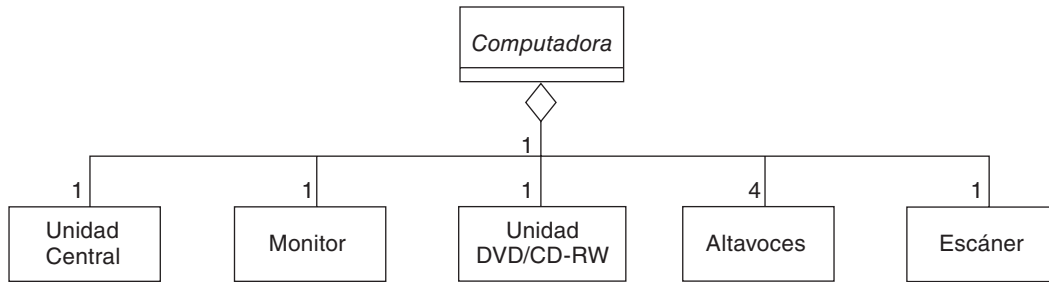 Computadora
1
1
1
1
4
1
Unidad
Central
Monitor
Unidad
DVD/CD-RW
Altavoces
Escáner